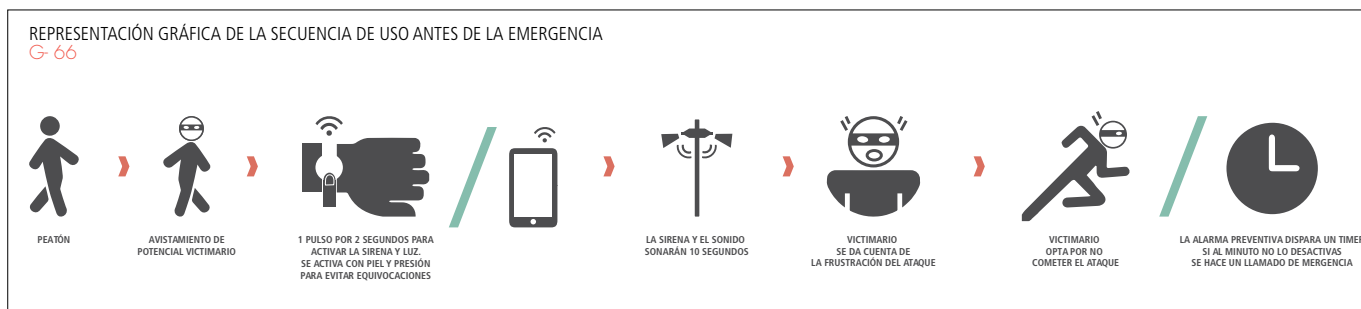 REPRESENTACIÓN GRÁFICA DE LA SECUENCIA DE USO ANTES DE LA EMERGENCIA
G- 66
PEATÓN
AVISTAMIENTO DE
POTENCIAL VICTIMARIO
1 PULSO POR 2 SEGUNDOS PARA
ACTIVAR LA SIRENA Y LUZ.
SE ACTIVA CON PIEL Y PRESIÓN
PARA EVITAR EQUIVOCACIONES
LA SIRENA Y EL SONIDO
SONARÁN 10 SEGUNDOS
VICTIMARIO
SE DA CUENTA DE
LA FRUSTRACIÓN DEL ATAQUE
VICTIMARIO
OPTA POR NO
COMETER EL ATAQUE
LA ALARMA PREVENTIVA DISPARA UN TIMER
SI AL MINUTO NO LO DESACTIVAS
SE HACE UN LLAMADO DE MERGENCIA